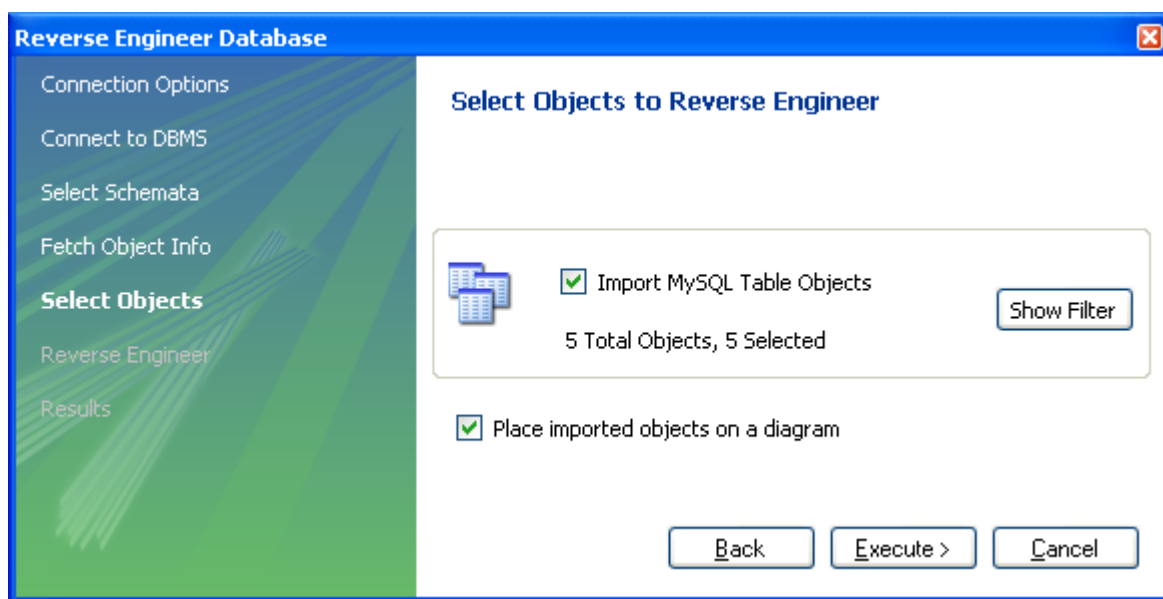 Reverse Engineer Database
Connection Options
Connect to DBMS
Select Schemata
Fetch Object Info
Select Objects
Reverse Engineer
Results
Select Objects to Reverse Engineer
Import MySQL Table Objects
5 Total Objects, 5 Selected
Show Filter
Place imported objects on a diagram
Back
Execute >
Cancel